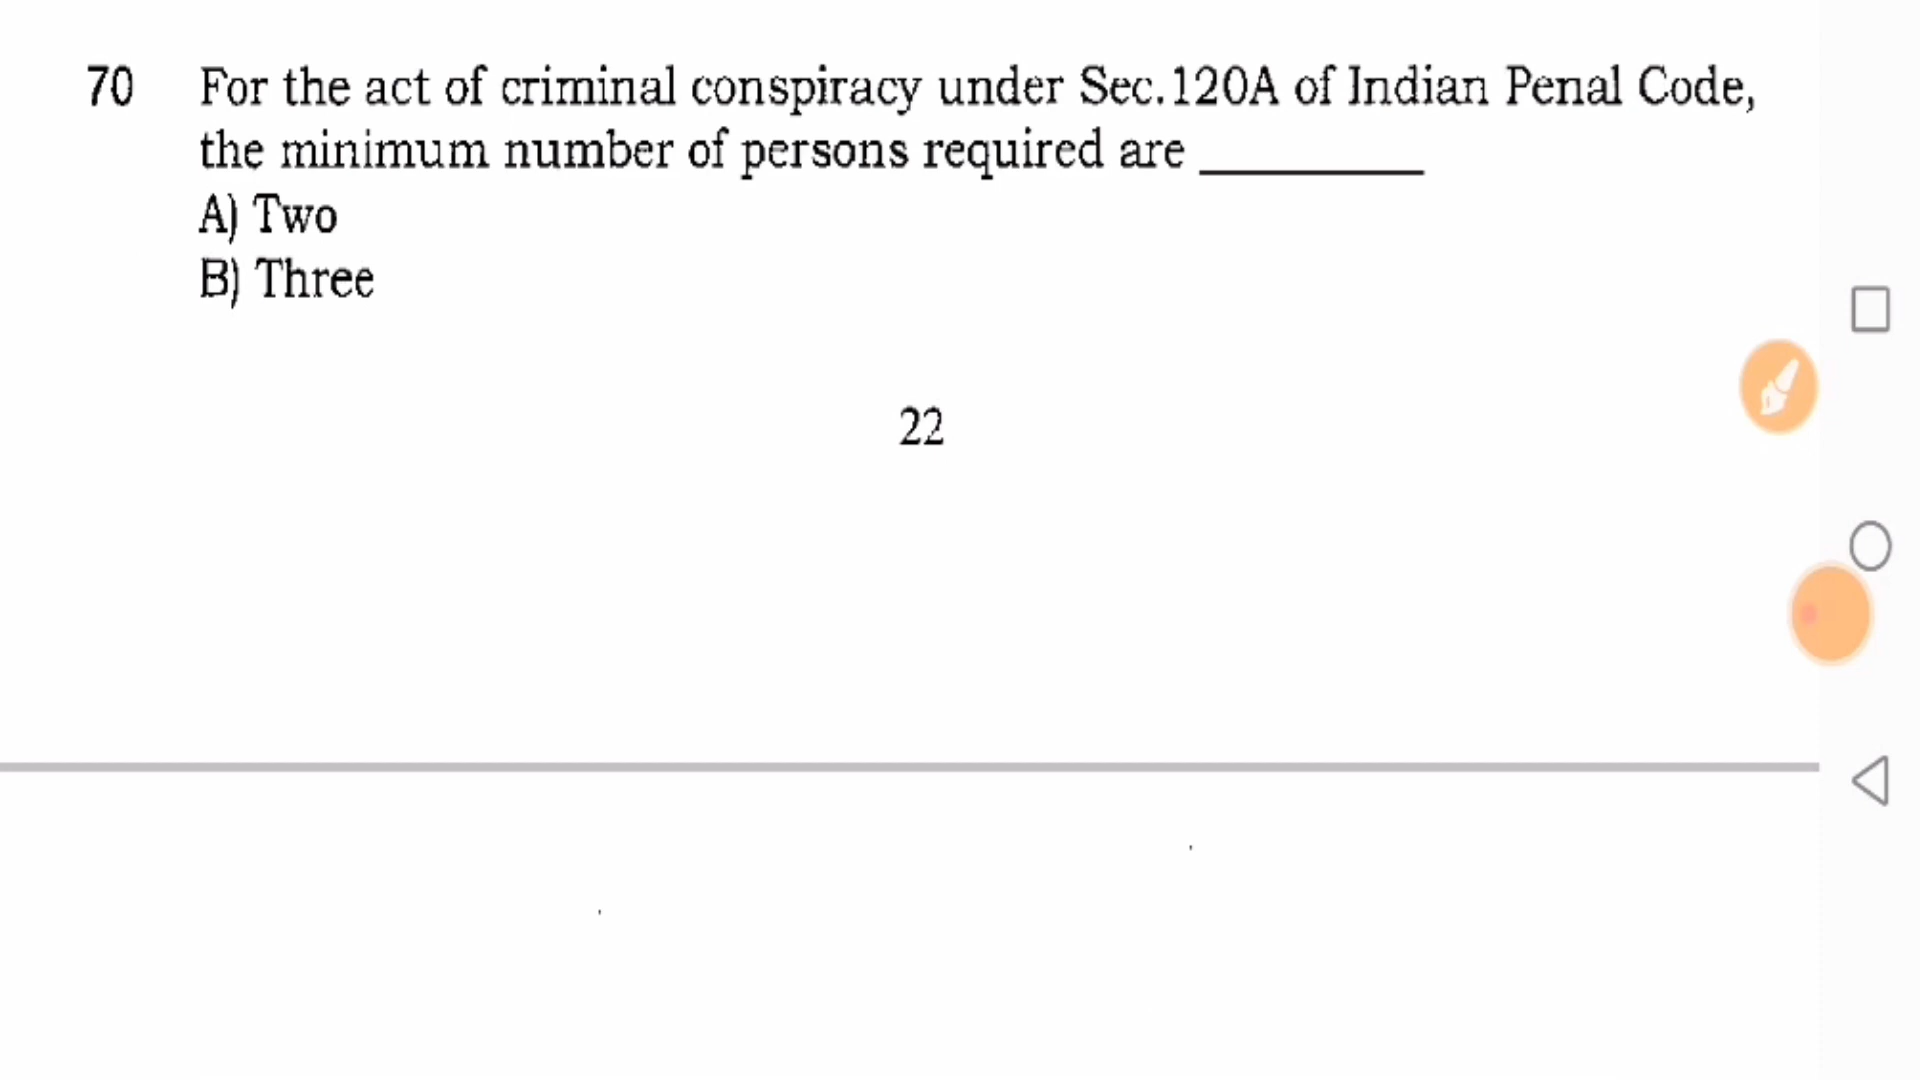 70 For the act of criminal conspiracy under Sec.120A of Indian Penal Code,
the minimum number of persons required are ________
A) Two
B) Three
22